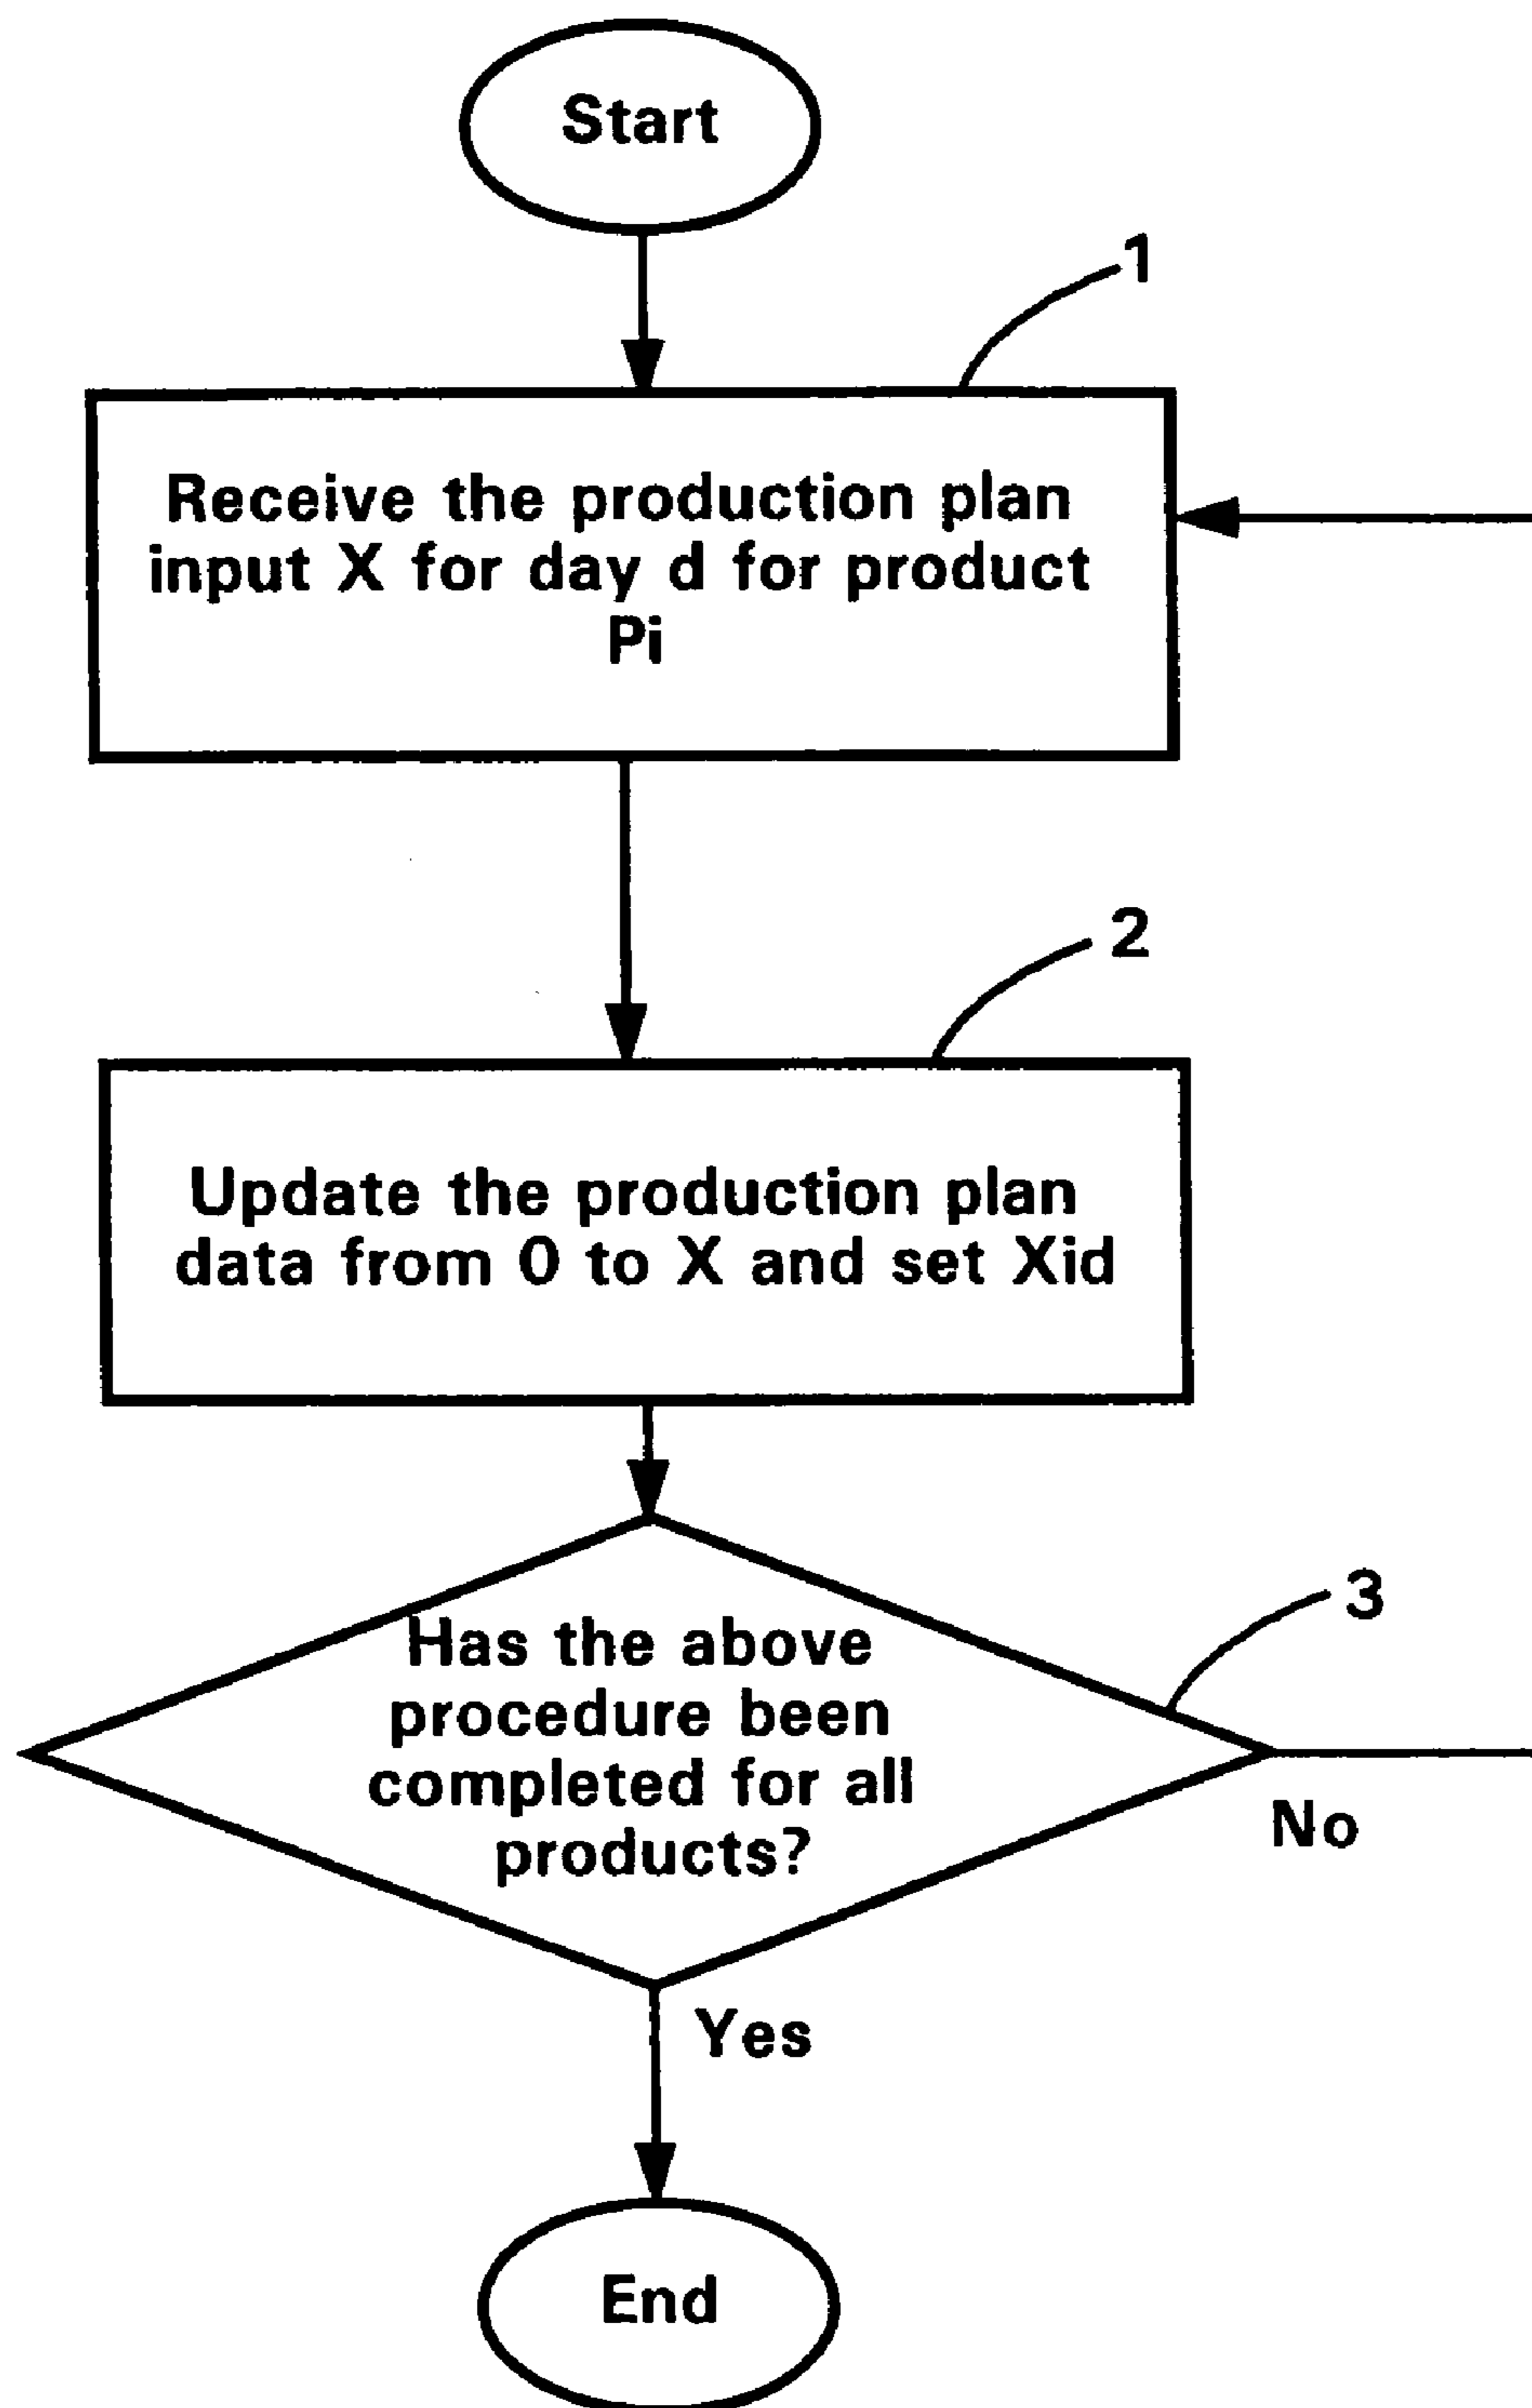 Start
1
Receive the production plan
input X for day d for product
Pi
2
Update the production plan
data from 0 to X and set Xid
3
Has the above
procedure been
completed for all
products?
No
Yes
End